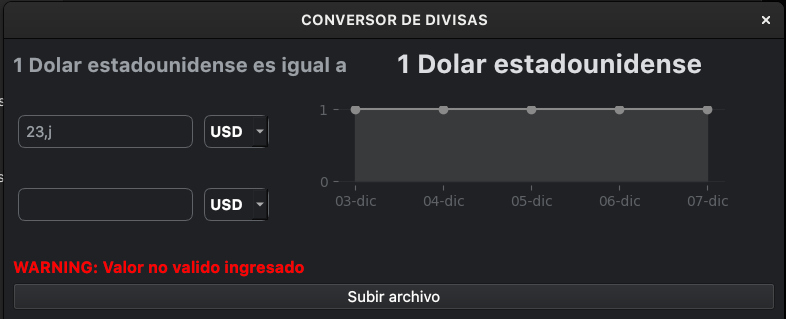 CONVERSOR DE DIVISAS ×
1 Dolar estadounidense es igual a
1 Dolar estadounidense
23,j USD
USD
1
0
03-dic 04-dic 05-dic 06-dic 07-dic
WARNING: Valor no valido ingresado
Subir archivo